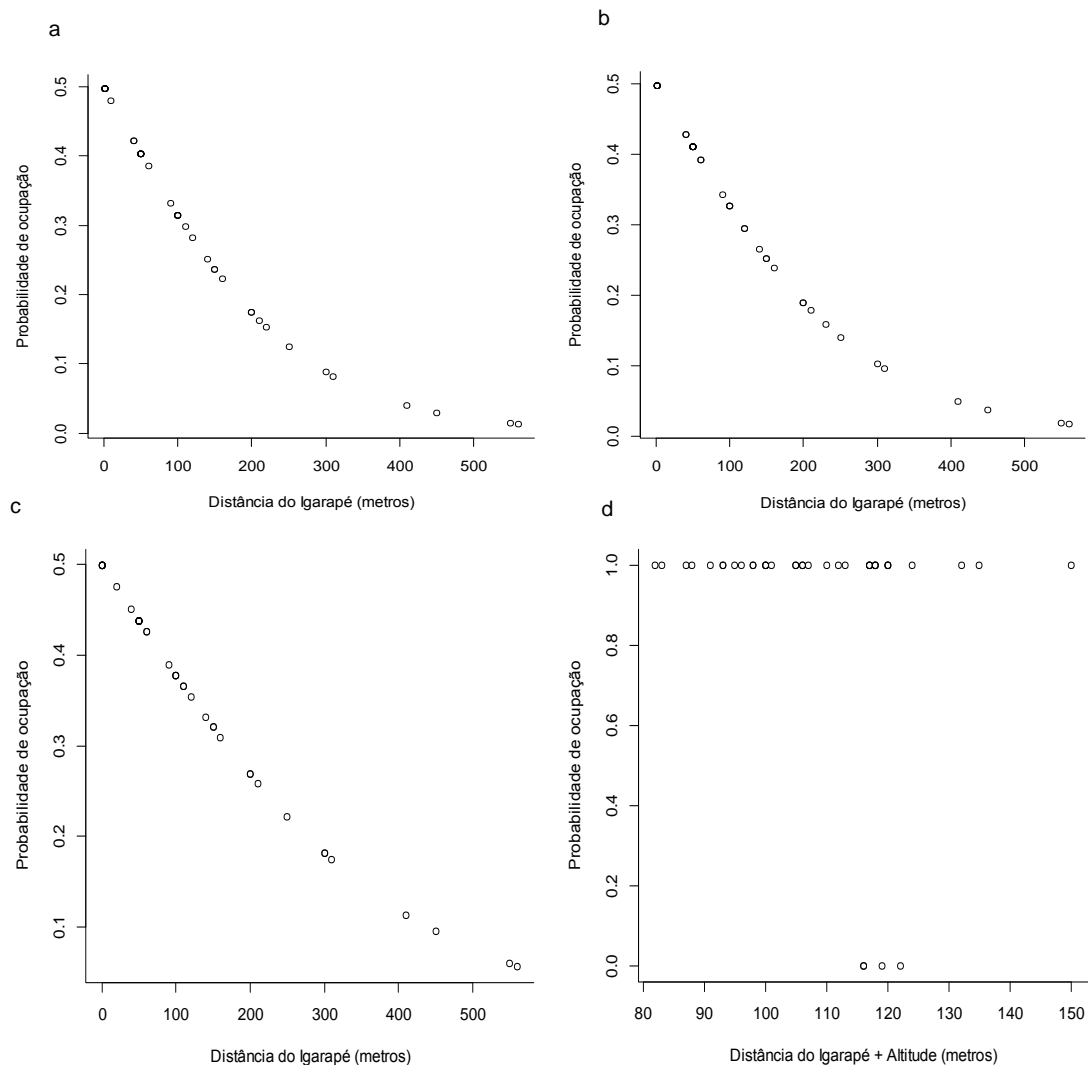 a
0.5
0.4
0.3
0.2
0.1
0.0
Probabilidade de ocupação
0 100 200 300 400 500
Distância do Igarapé (metros)
b
0.5
0.4
0.3
0.2
0.1
0.0
Probabilidade de ocupação
0 100 200 300 400 500
Distância do Igarapé (metros)
c
0.5
0.4
0.3
0.2
0.1
Probabilidade de ocupação
0 100 200 300 400 500
Distância do Igarapé (metros)
d
1.0
0.8
0.6
0.4
0.2
0.0
Probabilidade de ocupação
80 90 100 110 120 130 140 150
Distância do Igarapé + Altitude (metros)